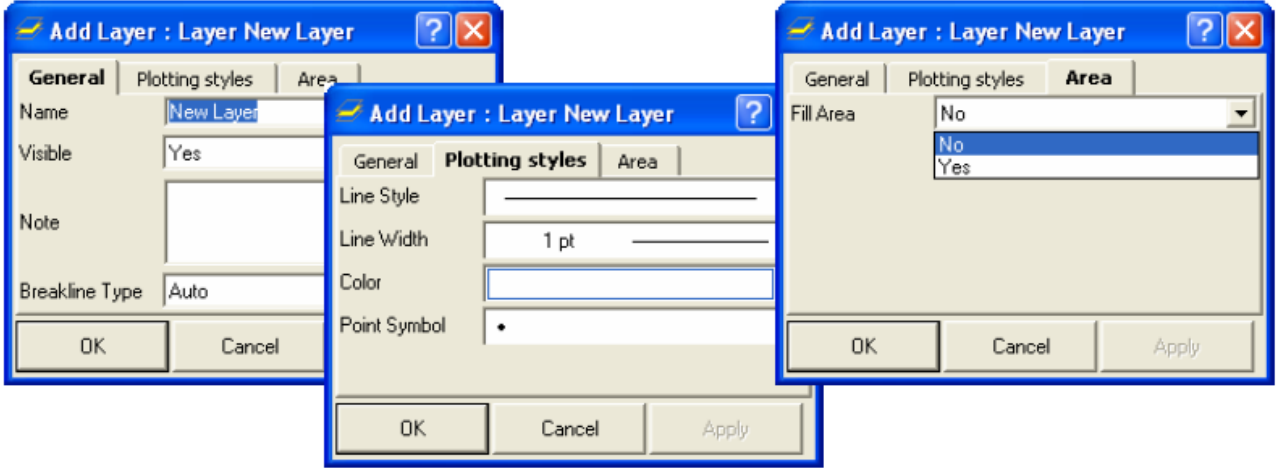 Add Layer : Layer New Layer ?
General Plotting styles Area
Name New Layer
Visible Yes
Note
Breakline Type Auto
OK Cancel
Add Layer : Layer New Layer ?
General Plotting styles Area
Line Style
Line Width 1 pt
Color
Point Symbol
OK Cancel Apply
Add Layer : Layer New Layer ?
General Plotting styles Area
Fill Area No
No
Yes
OK Cancel Apply